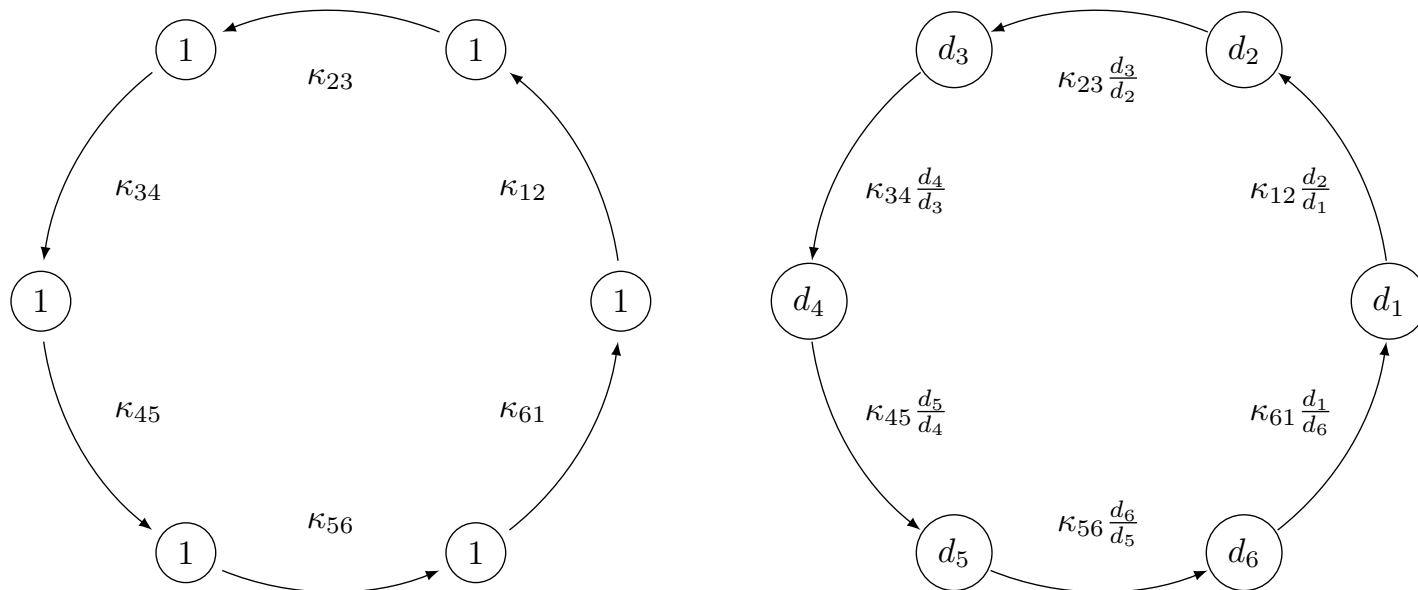 1 1
κ23
κ34 κ12
1 1
κ45 κ61
κ56
1 1
d3 d2
κ23 d3/d2
κ34 d4/d3 κ12 d2/d1
d4 d1
κ45 d5/d4 κ61 d1/d6
κ56 d6/d5
d5 d6